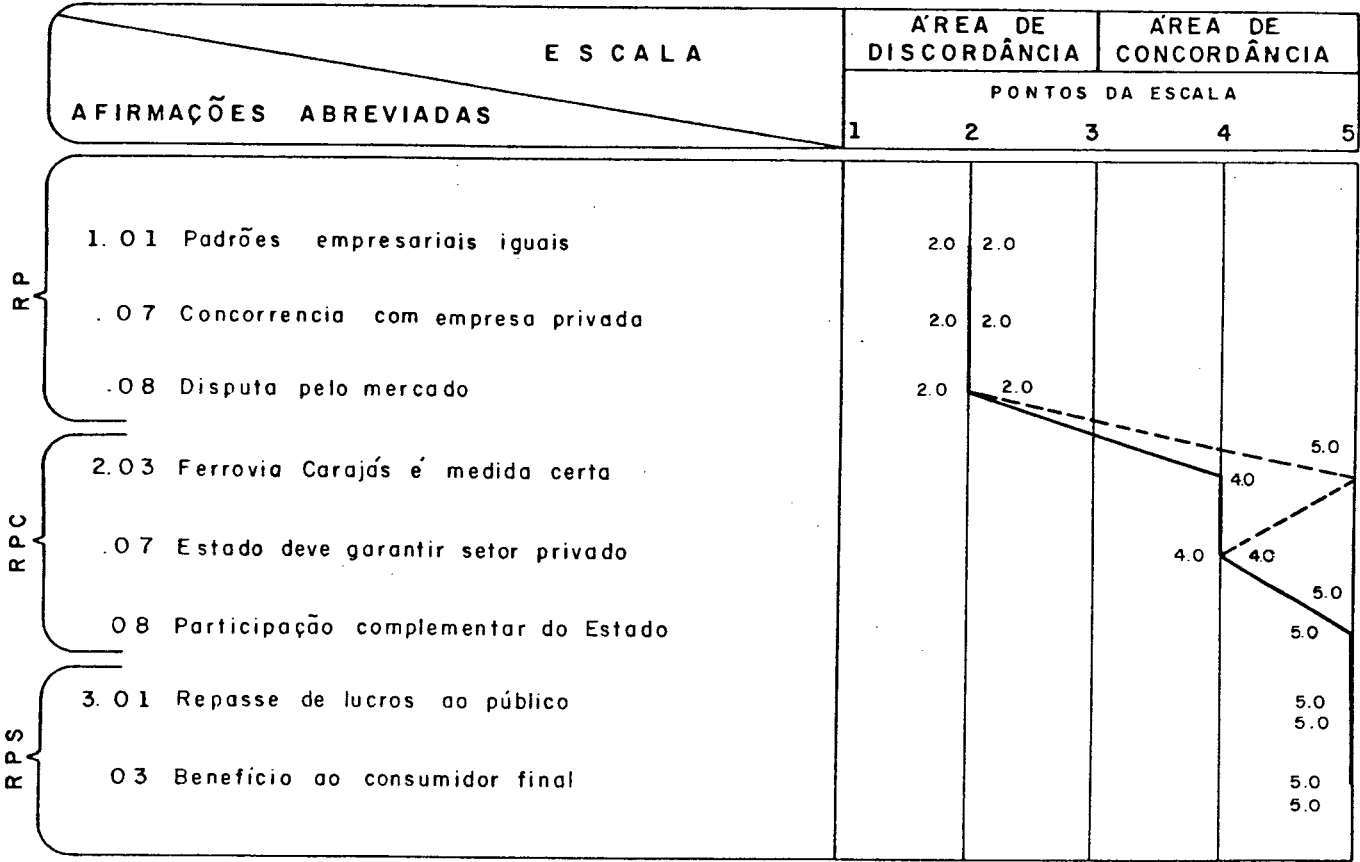 ESCALA
AFIRMAÇÕES ABREVIADAS
ÁREA DE DISCORDÂNCIA
ÁREA DE CONCORDÂNCIA
PONTOS DA ESCALA
1 2 3 4 5
RP
1.01 Padrões empresariais iguais 2.0 2.0
.07 Concorrencia com empresa privada 2.0 2.0
.08 Disputa pelo mercado 2.0 2.0
RPC
5.0
2.03 Ferrovia Carajás é medida certa 4.0
.07 Estado deve garantir setor privado 4.0 4.0
5.0
08 Participação complementar do Estado 5.0
RPS
3.01 Repasse de lucros ao público 5.0
5.0
03 Benefício ao consumidor final 5.0
5.0